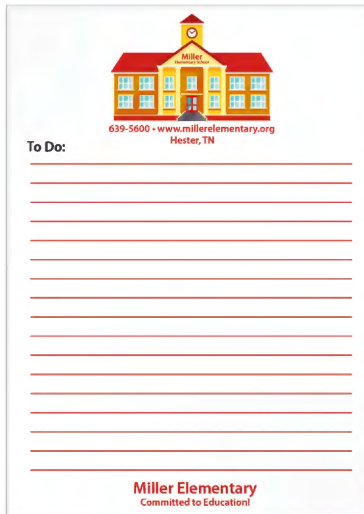 Miller
Elementary School
639-5600 • www.millerelementary.org
Hester, TN
To Do:
Miller Elementary
Committed to Education!